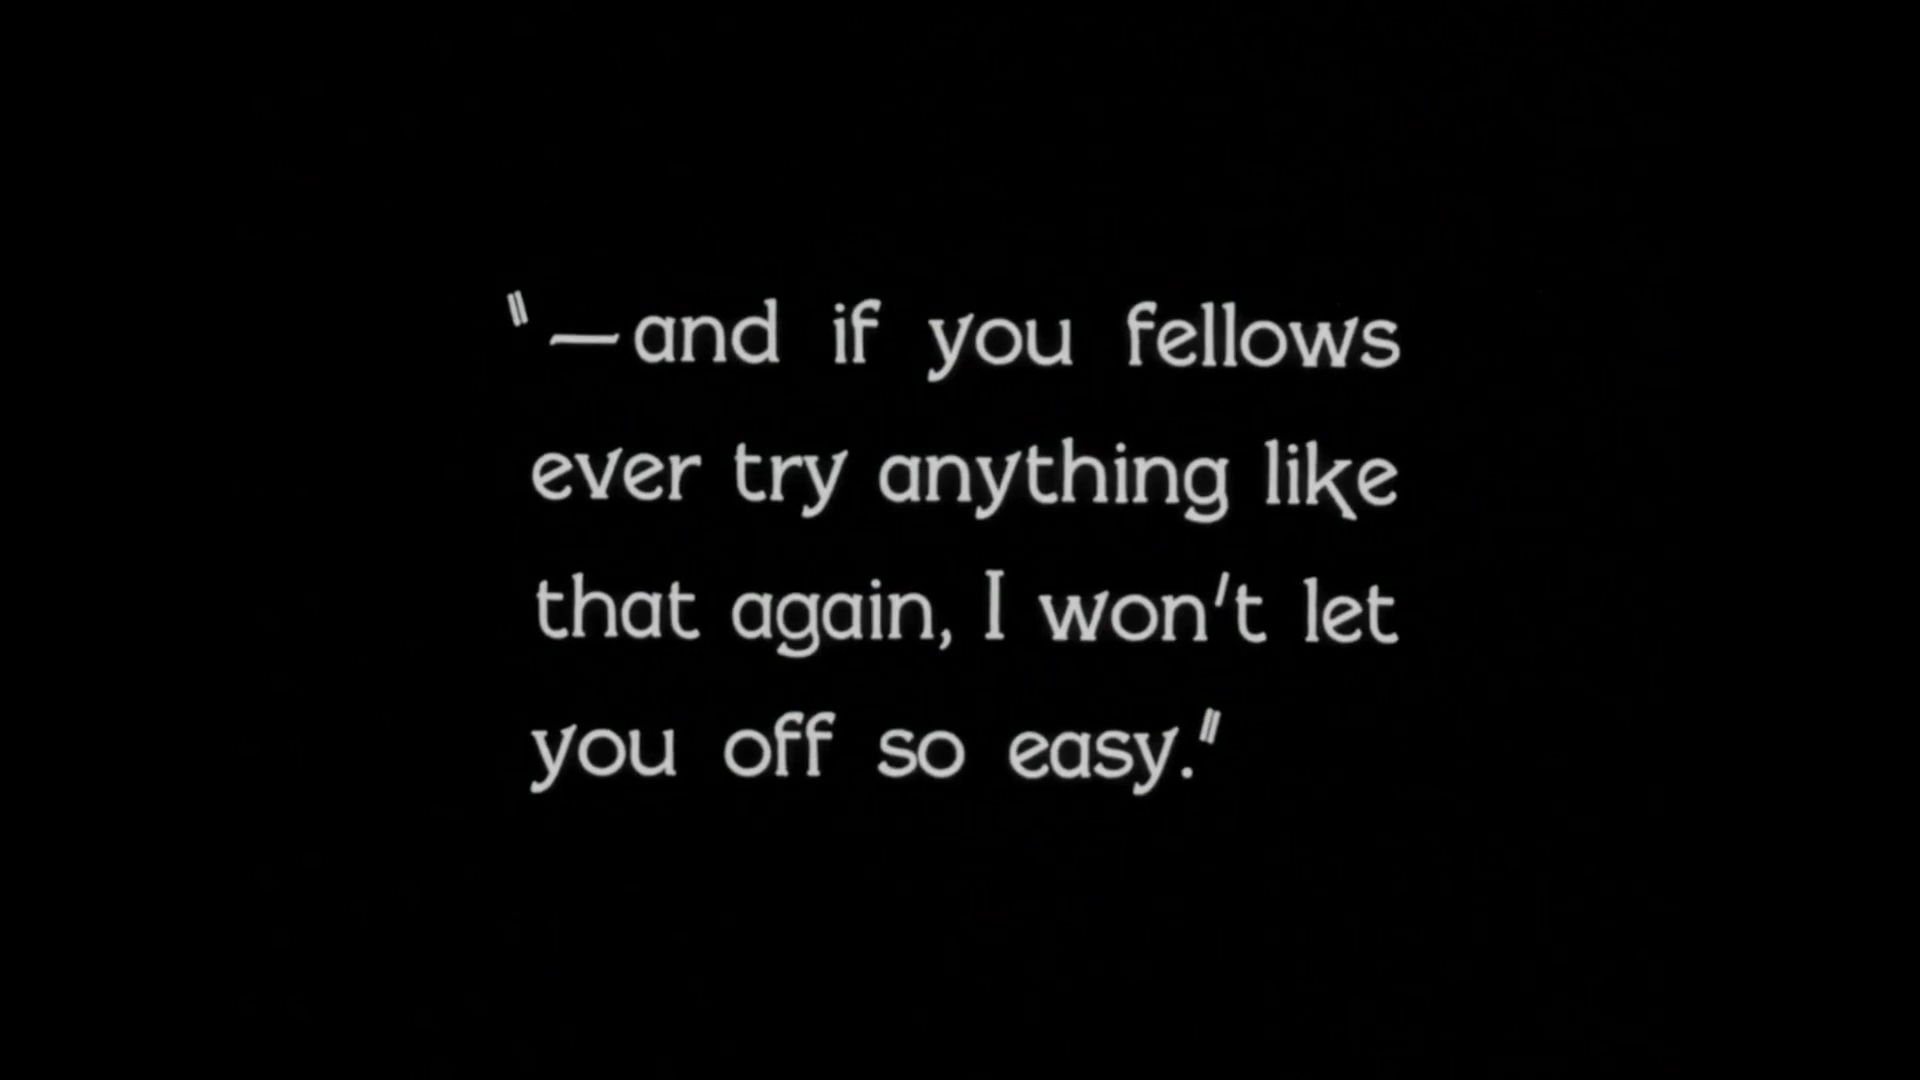 "—and if you fellows
ever try anything like
that again, I won't let
you off so easy."